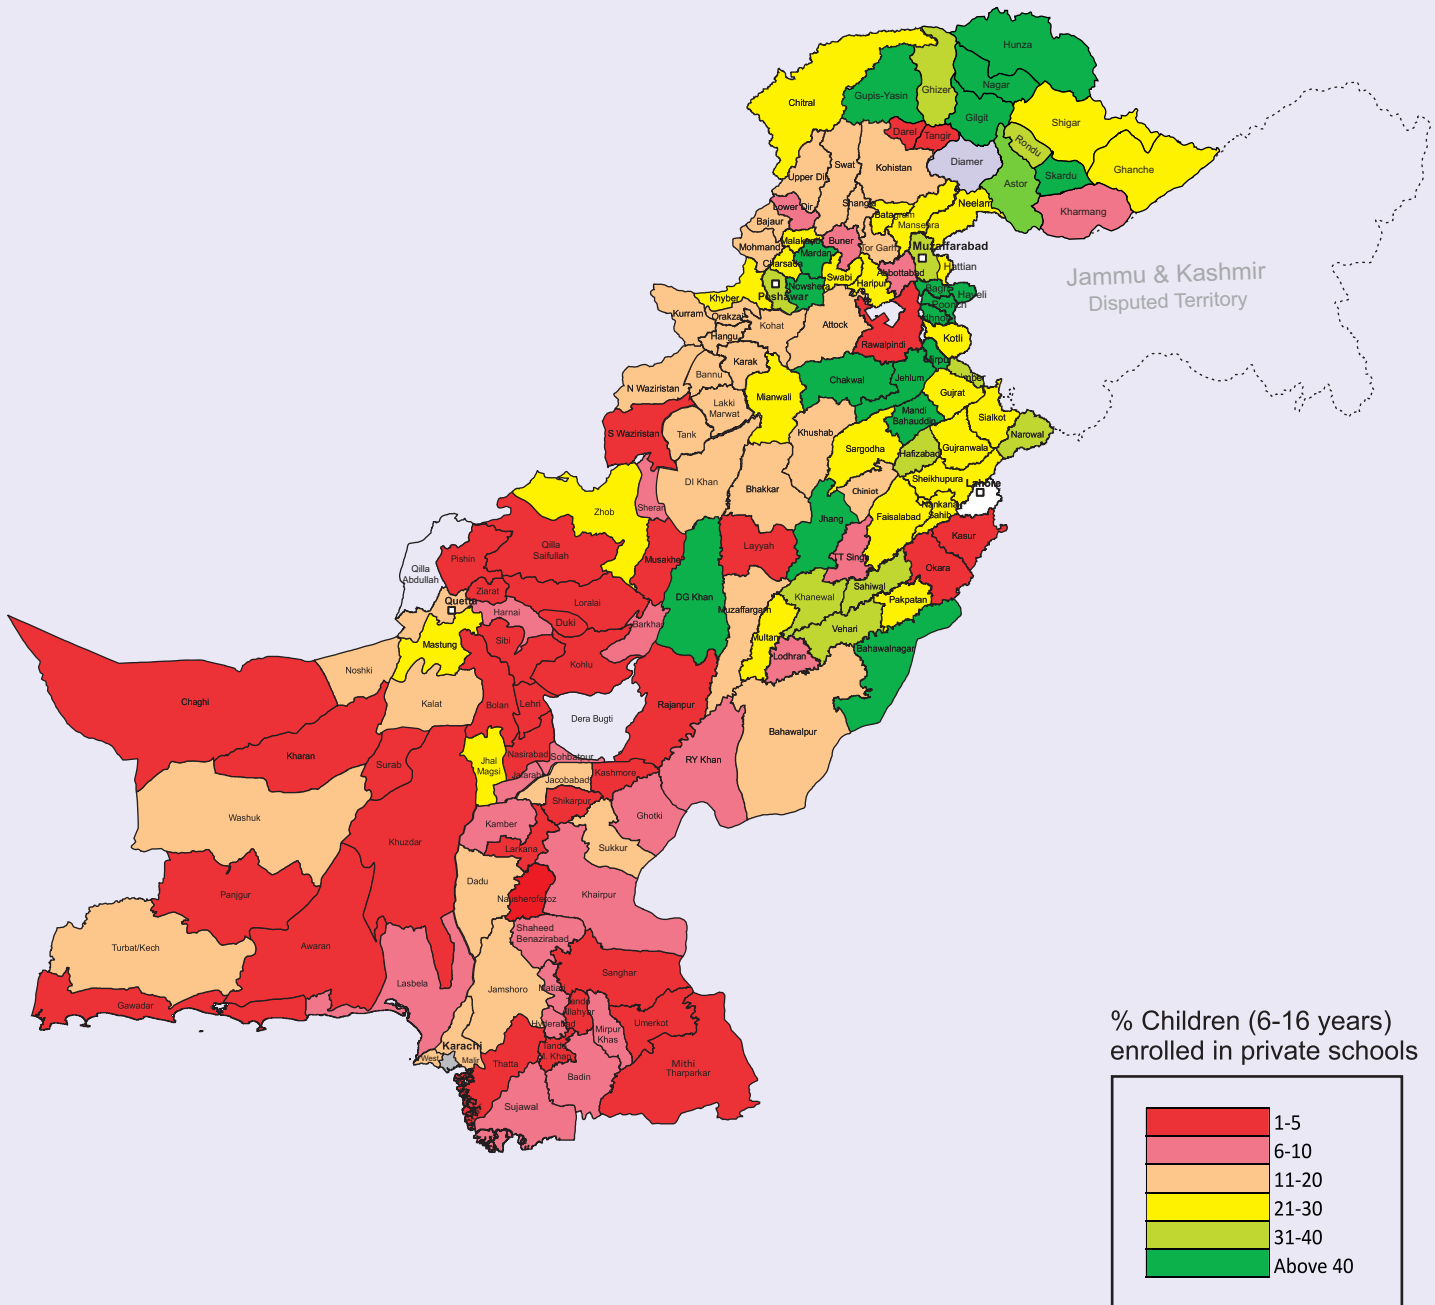 Hunza
Chitral
Gupis-Yasin
Ghizer
Nagar
Gilgit
Shigar
Darel
Tangir
Rondu
Diamer
Ghanche
Swat
Kohistan
Upper Dir
Skardu
Astor
Lower Dir
Shangla
Neelam
Kharmang
Batagram
Mansehra
Bajaur
Malakand
Buner
Mohmand
Tor Garh
Muzaffarabad
Mardan
Charsada
Hattian
Abbottabad
Swabi
Haripur
Nowshera
Bagh
Haveli
Peshawar
Khyber
Poonch
Kurram
Orakzai
Kohat
Attock
Hangu
Kotli
Rawalpindi
Karak
Mirpur
Bannu
N Waziristan
Chakwal
Jehlum
Mianwali
Gujrat
Lakki
Marwat
Mandi
Bahauddin
Sialkot
S Waziristan
Tank
Khushab
Narowal
Sargodha
Hafizabad
Gujranwala
DI Khan
Bhakkar
Sheikhupura
Lahore
Chiniot
Sherani
Nankana
Sahib
Zhob
Jhang
Faisalabad
Kasur
Qilla
Saifullah
Layyah
TT Singh
Pishin
Musakhel
Okara
Qilla
Abdullah
Ziarat
Sahiwal
Quetta
Loralai
DG Khan
Khanewal
Pakpatan
Harnai
Muzaffargarh
Duki
Barkhan
Vehari
Mastung
Sibi
Multan
Bahawalnagar
Lodhran
Kohlu
Noshki
Chaghi
Kalat
Bolan
Lehri
Rajanpur
Dera Bugti
Bahawalpur
Kharan
Nasirabad
Sohbatpur
RY Khan
Surab
Jhal
Magsi
Kashmore
Jacobabad
Shikarpur
Ghotki
Washuk
Kamber
Khuzdar
Larkana
Sukkur
Dadu
Panjgur
Khairpur
Nausheroferoz
Shaheed
Benazirabad
Turbat/Kech
Awaran
Sanghar
Lasbela
Jamshoro
Matiari
Gawadar
Tando
Allahyar
Hyderabad
Mirpur
Khas
Umerkot
Karachi
West
Malir
Thatta
Tando
M. Khan
Mithi
Tharparkar
Badin
Sujawal
Jammu & Kashmir
Disputed Territory
% Children (6-16 years)
enrolled in private schools
1-5
6-10
11-20
21-30
31-40
Above 40